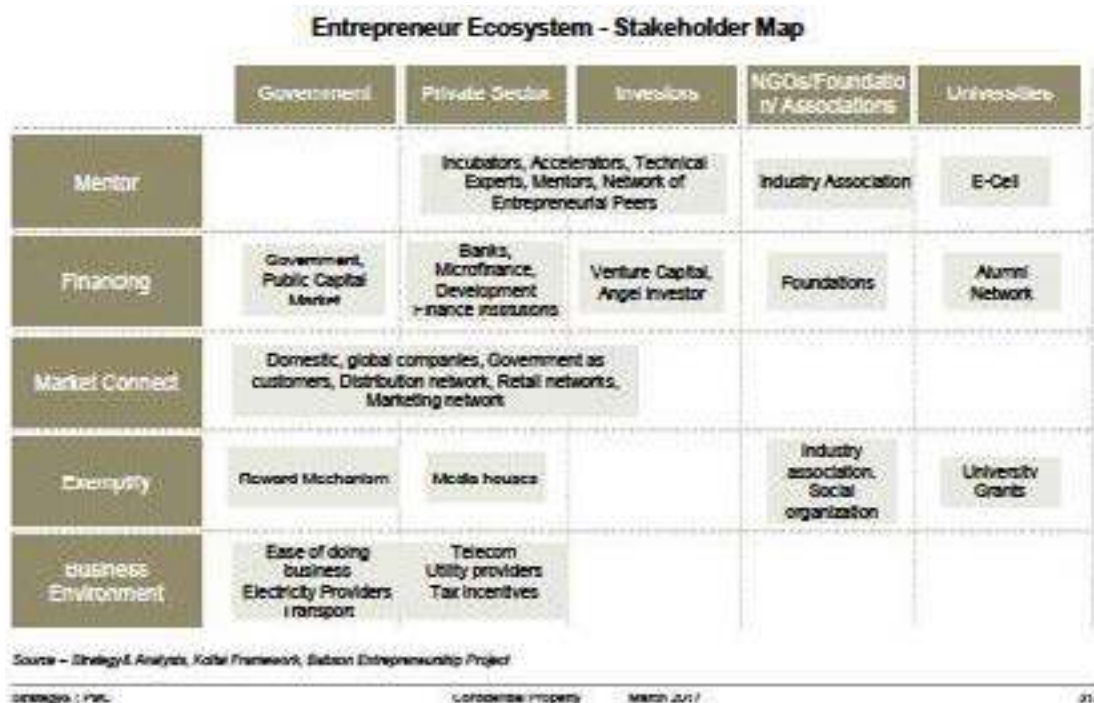 Entrepreneur Ecosystem - Stakeholder Map
Government
Private Sector
Investors
NGOs/Foundatio
n/ Associations
Universities
Mentor
Incubators, Accelerators, Technical
Experts, Mentors, Network of
Entrepreneurial Peers
Industry Association
E-Cell
Financing
Government,
Public Capital
Market
Banks,
Microfinance,
Development
Finance Institutions
Venture Capital,
Angel Investor
Foundations
Alumni
Network
Market Connect
Domestic, global companies, Government as
customers, Distribution network, Retail networks,
Marketing network
Exemplify
Reward Mechanism
Media houses
Industry
association,
Social
organization
University
Grants
Business
Environment
Ease of doing
business
Electricity Providers
Transport
Telecom
Utility providers
Tax incentives
Source – Strategy& Analysis, Koltai Framework, Babson Entrepreneurship Project
Strategy& | PwC
Confidential Property
March 2017